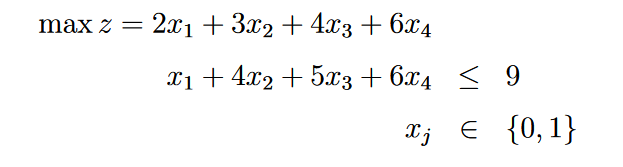 max z = 2x₁ + 3x₂ + 4x₃ + 6x₄
x₁ + 4x₂ + 5x₃ + 6x₄ ≤ 9
xⱼ ∈ {0, 1}